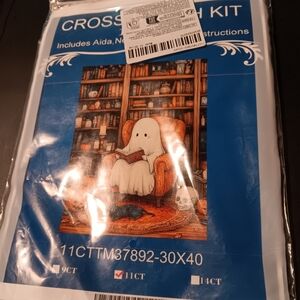 CROSS H KIT
Includes Aida, structions
11CTTM37892-30X40
9CT
11CT
14CT